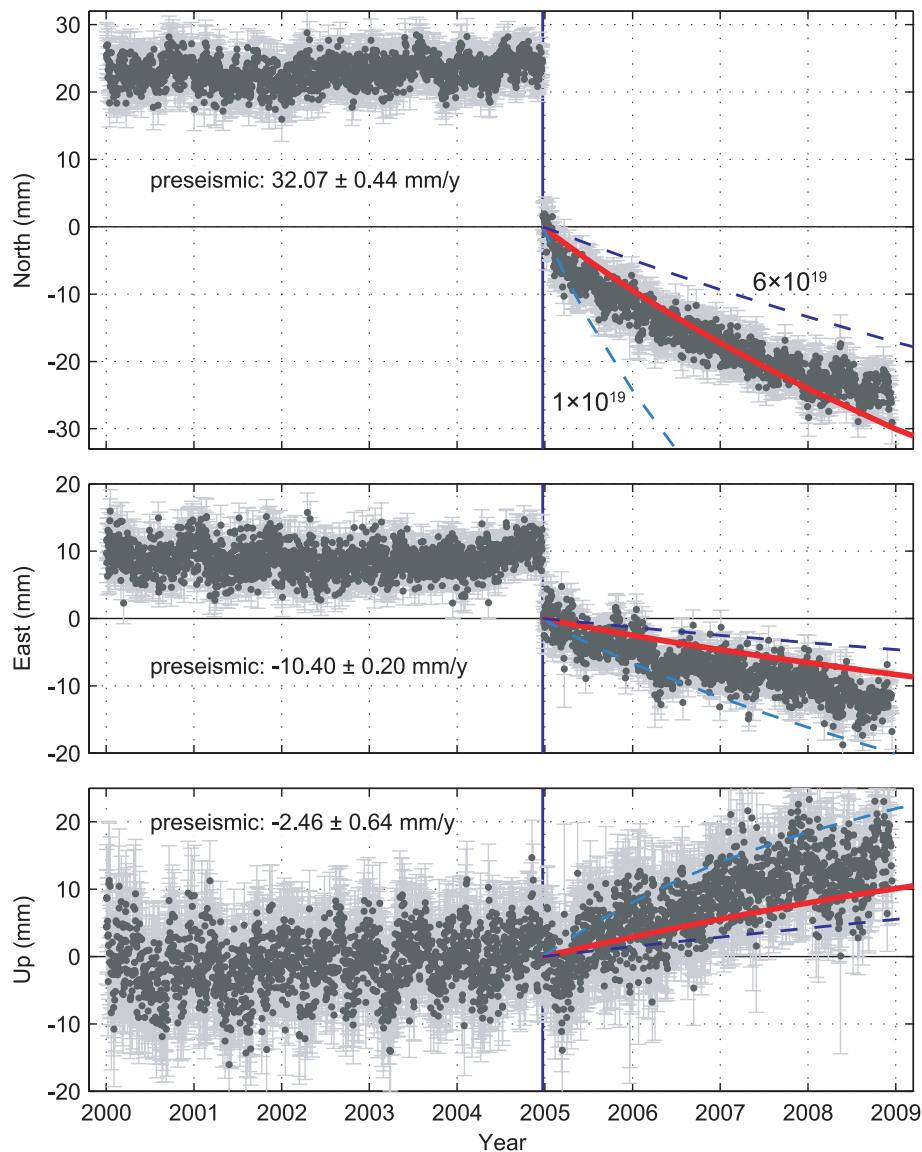 30
20
10
0
-10
-20
-30
North (mm)
preseismic: 32.07 ± 0.44 mm/y
6×10¹⁹
1×10¹⁹
20
10
0
-10
-20
East (mm)
preseismic: -10.40 ± 0.20 mm/y
20
10
0
-10
-20
Up (mm)
preseismic: -2.46 ± 0.64 mm/y
2000 2001 2002 2003 2004 2005 2006 2007 2008 2009
Year